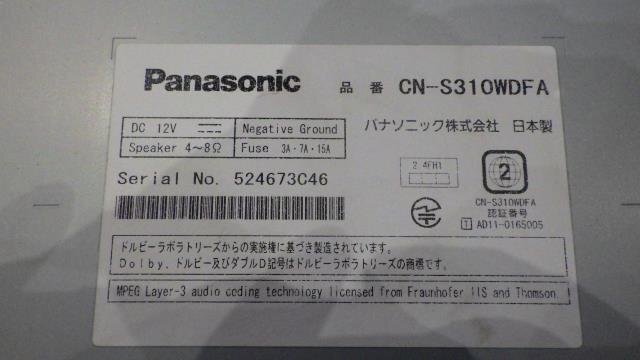 Panasonic 品番 CN-S310WDFA
DC 12V Negative Ground
Speaker 4〜8Ω Fuse 3A・7A・15A
パナソニック株式会社 日本製
Serial No. 524673C46
2.4FH1
2
CN-S310WDFA
認証番号
T AD11-0165005
ドルビーラボラトリーズからの実施権に基づき製造されています。
Dolby、ドルビー及びダブルD記号はドルビーラボラトリーズの商標です。
MPEG Layer-3 audio coding technology licensed from Fraunhofer IIS and Thomson.